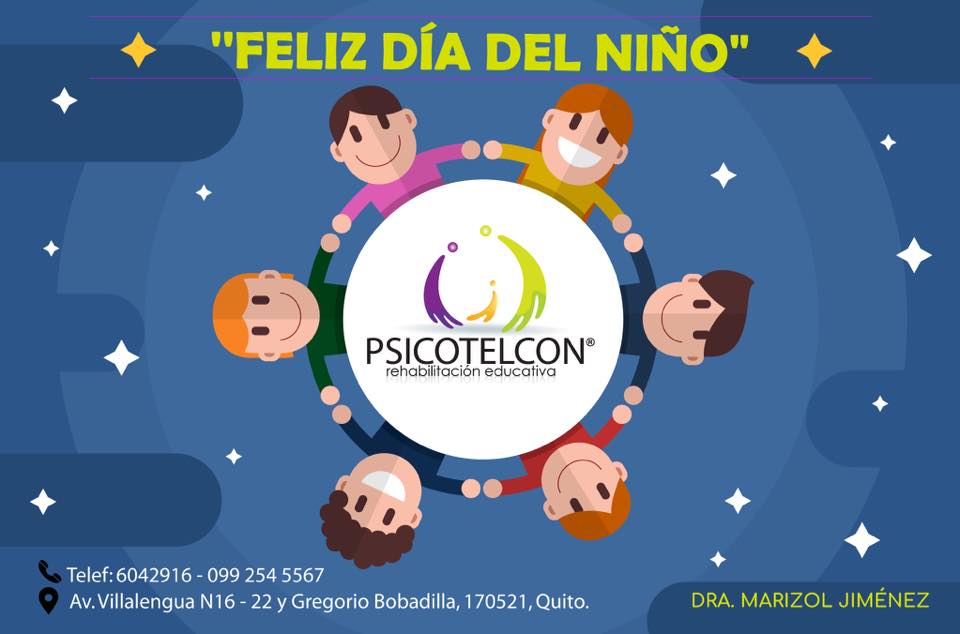 "FELIZ DÍA DEL NIÑO"
PSICOTELCON®
rehabilitación educativa
Telef: 6042916 - 099 254 5567
Av. Villalengua N16 - 22 y Gregorio Bobadilla, 170521, Quito.
DRA. MARIZOL JIMÉNEZ